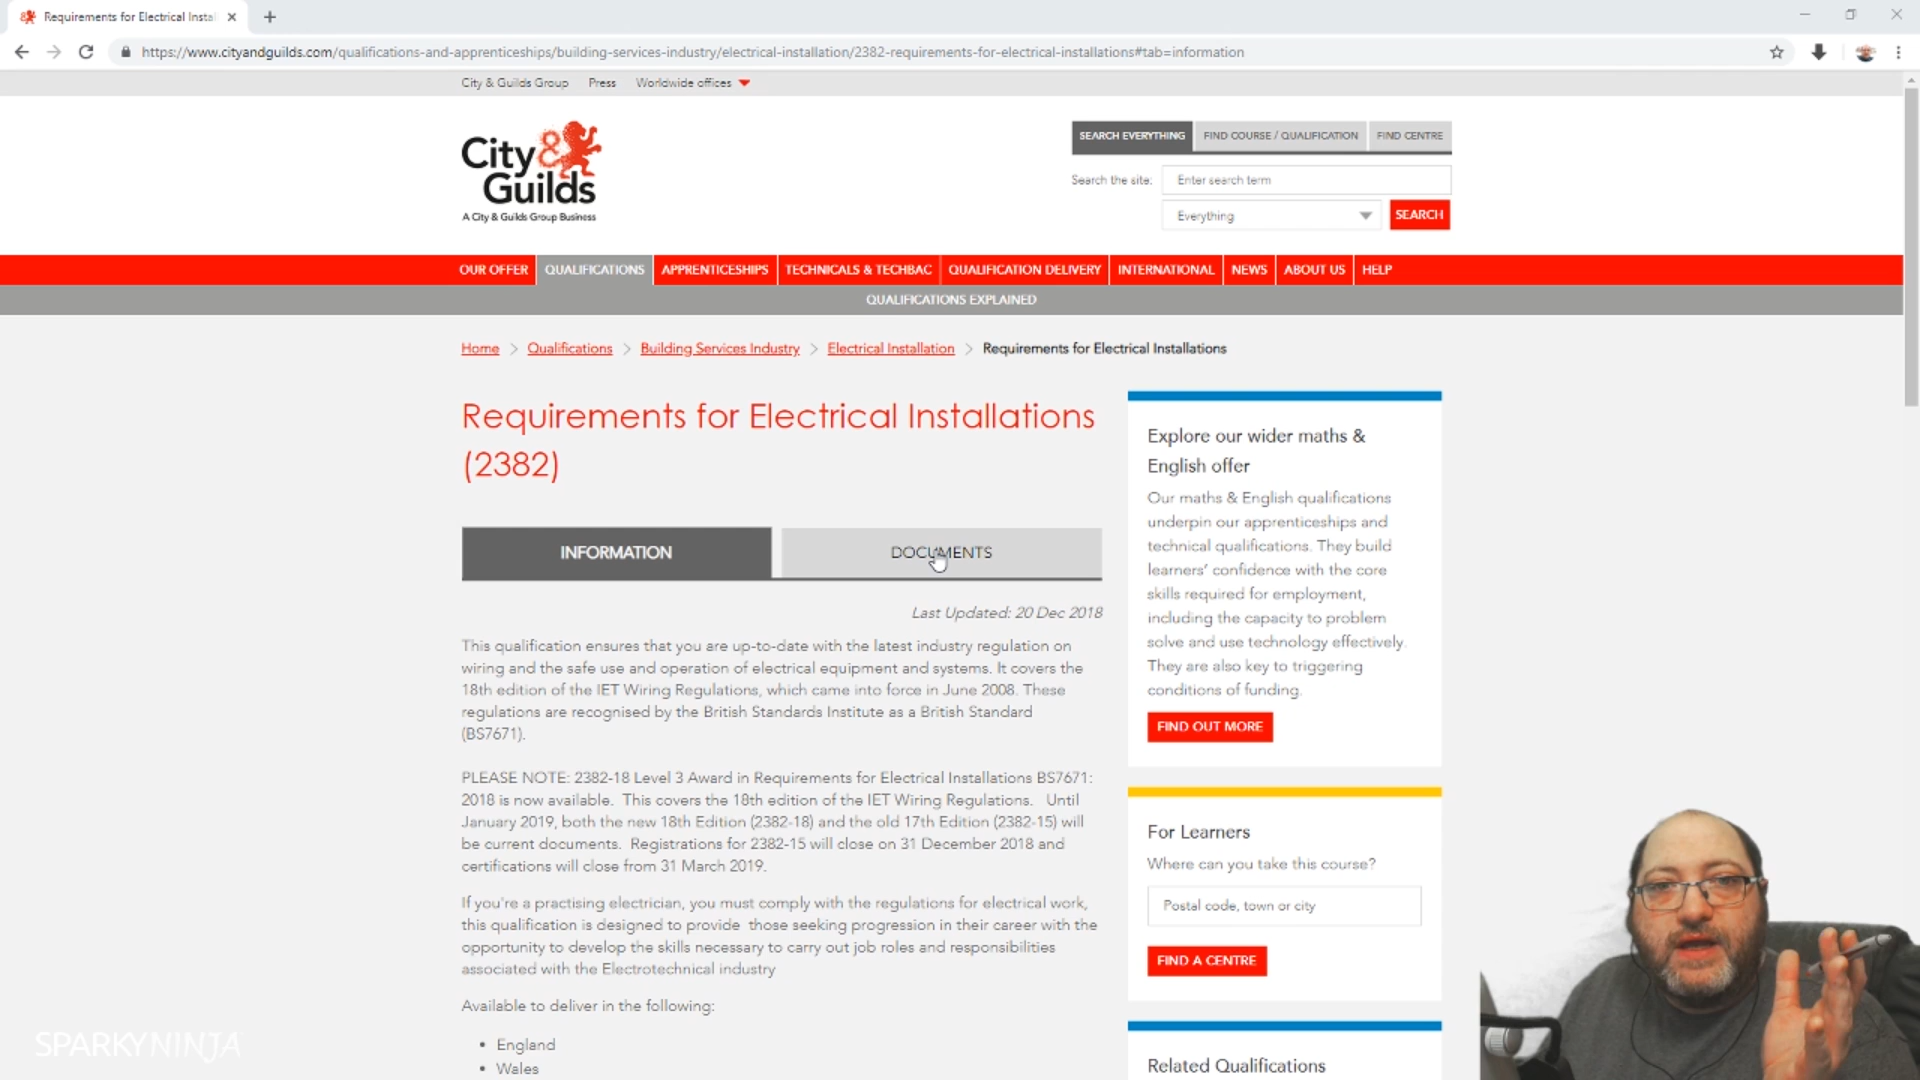 Requirements for Electrical Instal
https://www.cityandguilds.com/qualifications-and-apprenticeships/building-services-industry/electrical-installation/2382-requirements-for-electrical-installations#tab=information
City & Guilds Group Press Worldwide offices
City & Guilds
A City & Guilds Group Business
SEARCH EVERYTHING FIND COURSE / QUALIFICATION FIND CENTRE
Search the site: Enter search term
Everything SEARCH
OUR OFFER QUALIFICATIONS APPRENTICESHIPS TECHNICALS & TECHBAC QUALIFICATION DELIVERY INTERNATIONAL NEWS ABOUT US HELP
QUALIFICATIONS EXPLAINED
Home > Qualifications > Building Services Industry > Electrical Installation > Requirements for Electrical Installations
Requirements for Electrical Installations
(2382)
INFORMATION DOCUMENTS
Last Updated: 20 Dec 2018
This qualification ensures that you are up-to-date with the latest industry regulation on
wiring and the safe use and operation of electrical equipment and systems. It covers the
18th edition of the IET Wiring Regulations, which came into force in June 2008. These
regulations are recognised by the British Standards Institute as a British Standard
(BS7671).
PLEASE NOTE: 2382-18 Level 3 Award in Requirements for Electrical Installations BS7671:
2018 is now available. This covers the 18th edition of the IET Wiring Regulations. Until
January 2019, both the new 18th Edition (2382-18) and the old 17th Edition (2382-15) will
be current documents. Registrations for 2382-15 will close on 31 December 2018 and
certifications will close from 31 March 2019.
If you're a practising electrician, you must comply with the regulations for electrical work,
this qualification is designed to provide those seeking progression in their career with the
opportunity to develop the skills necessary to carry out job roles and responsibilities
associated with the Electrotechnical industry
Available to deliver in the following:
• England
• Wales
Explore our wider maths &
English offer
Our maths & English qualifications
underpin our apprenticeships and
technical qualifications. They build
learners' confidence with the core
skills required for employment,
including the capacity to problem
solve and use technology effectively.
They are also key to triggering
conditions of funding.
FIND OUT MORE
For Learners
Where can you take this course?
Postal code, town or city
FIND A CENTRE
Related Qualifications
SPARKYNINJA